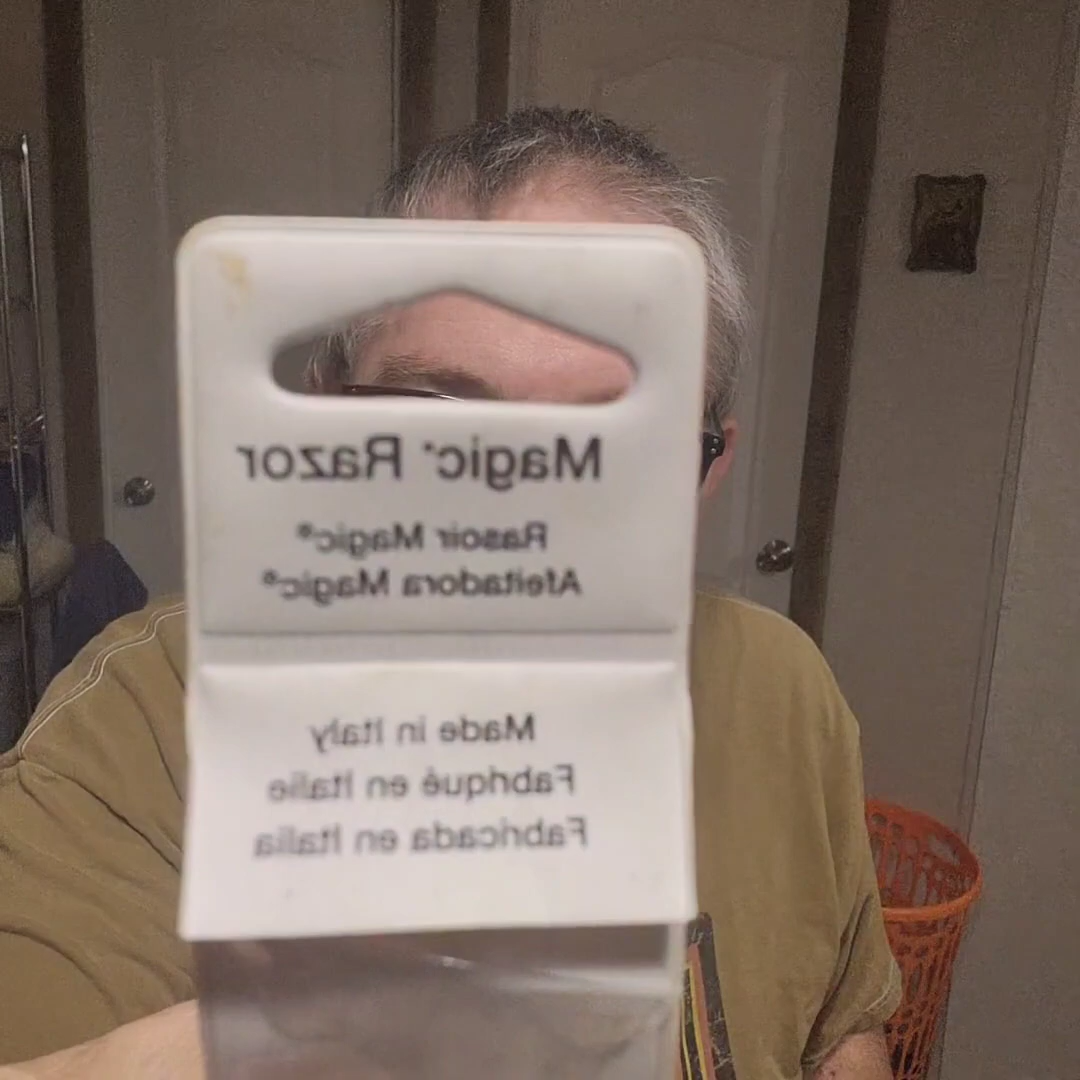 Magic® Razor
Rasoir Magic®
Afeitadora Magic®
Made in Italy
Fabriqué en Italie
Fabricada en Italia